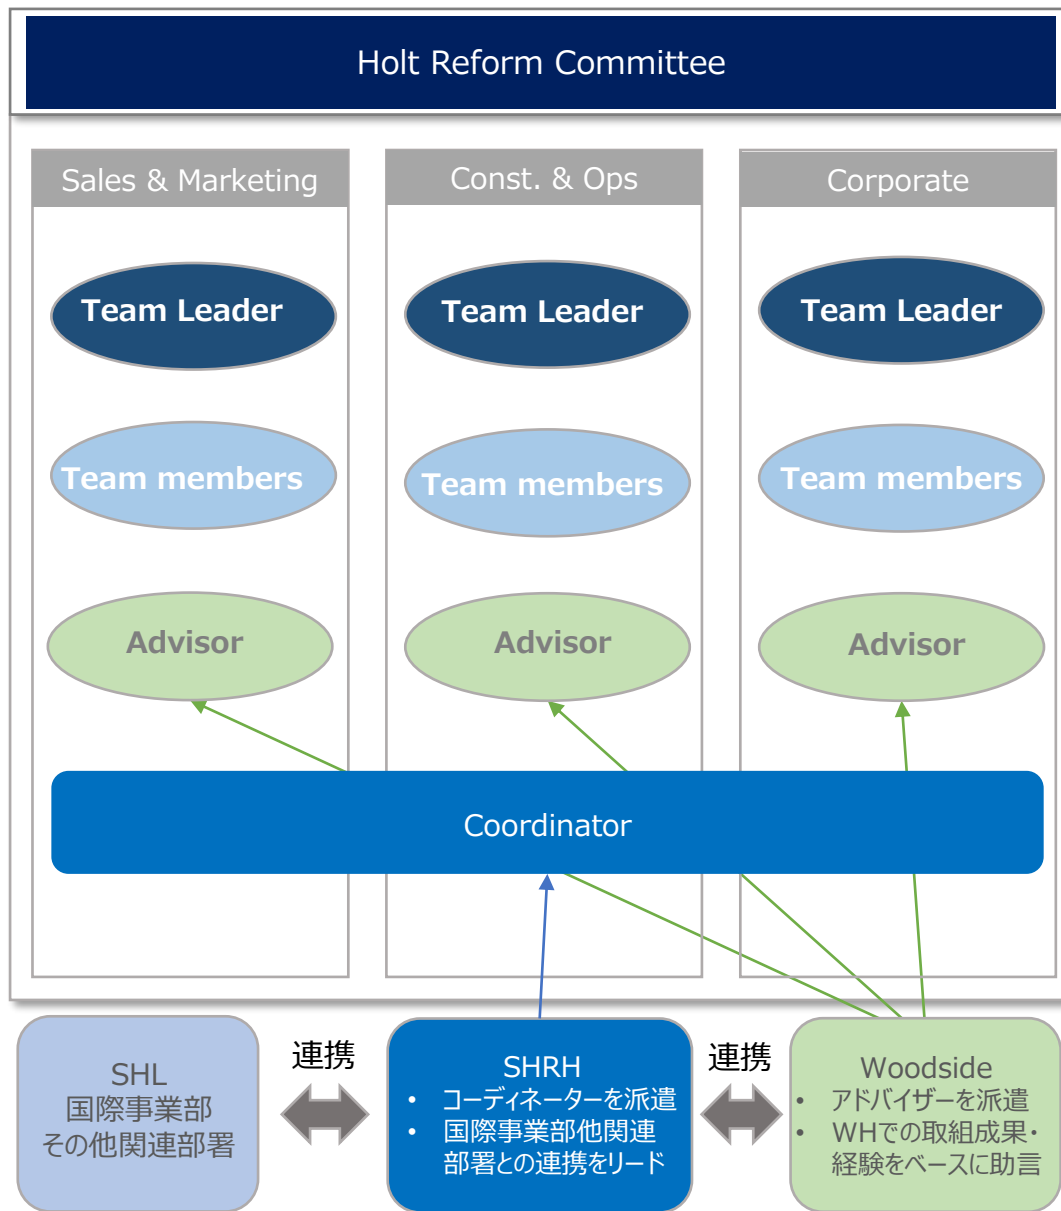 Holt Reform Committee
Sales & Marketing
Const. & Ops
Corporate
Team Leader
Team Leader
Team Leader
Team members
Team members
Team members
Advisor
Advisor
Advisor
Coordinator
SHL
国際事業部
その他関連部署
連携
SHRH
• コーディネーターを派遣
• 国際事業部他関連
部署との連携をリード
連携
Woodside
• アドバイザーを派遣
• WHでの取組成果・
経験をベースに助言